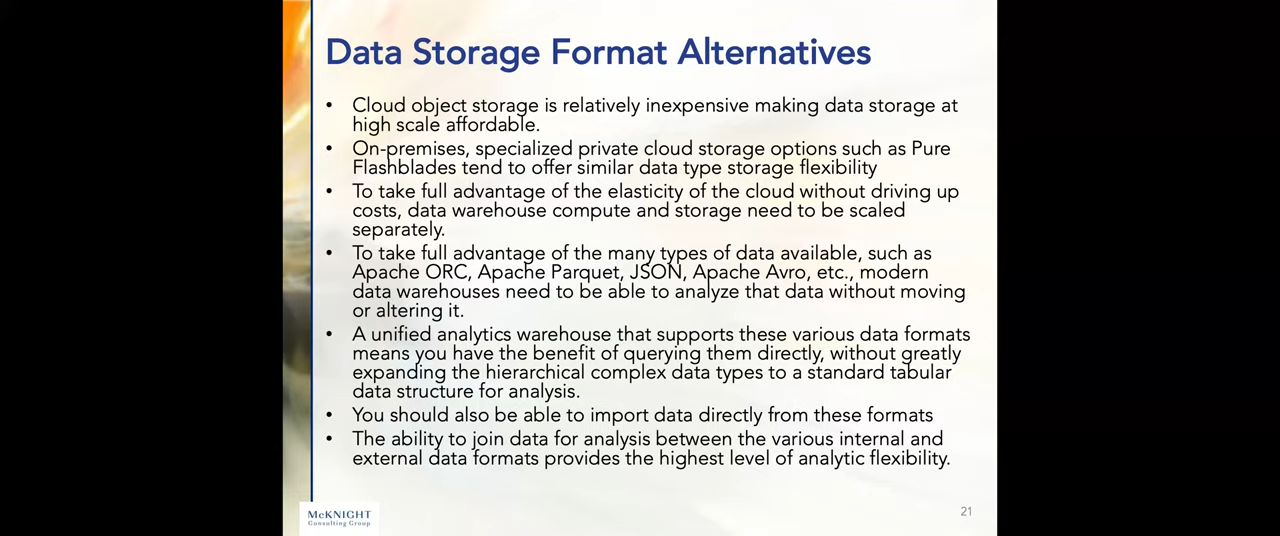 Data Storage Format Alternatives
• Cloud object storage is relatively inexpensive making data storage at
high scale affordable.
• On-premises, specialized private cloud storage options such as Pure
Flashblades tend to offer similar data type storage flexibility
• To take full advantage of the elasticity of the cloud without driving up
costs, data warehouse compute and storage need to be scaled
separately.
• To take full advantage of the many types of data available, such as
Apache ORC, Apache Parquet, JSON, Apache Avro, etc., modern
data warehouses need to be able to analyze that data without moving
or altering it.
• A unified analytics warehouse that supports these various data formats
means you have the benefit of querying them directly, without greatly
expanding the hierarchical complex data types to a standard tabular
data structure for analysis.
• You should also be able to import data directly from these formats
• The ability to join data for analysis between the various internal and
external data formats provides the highest level of analytic flexibility.
McKNIGHT
Consulting Group
21